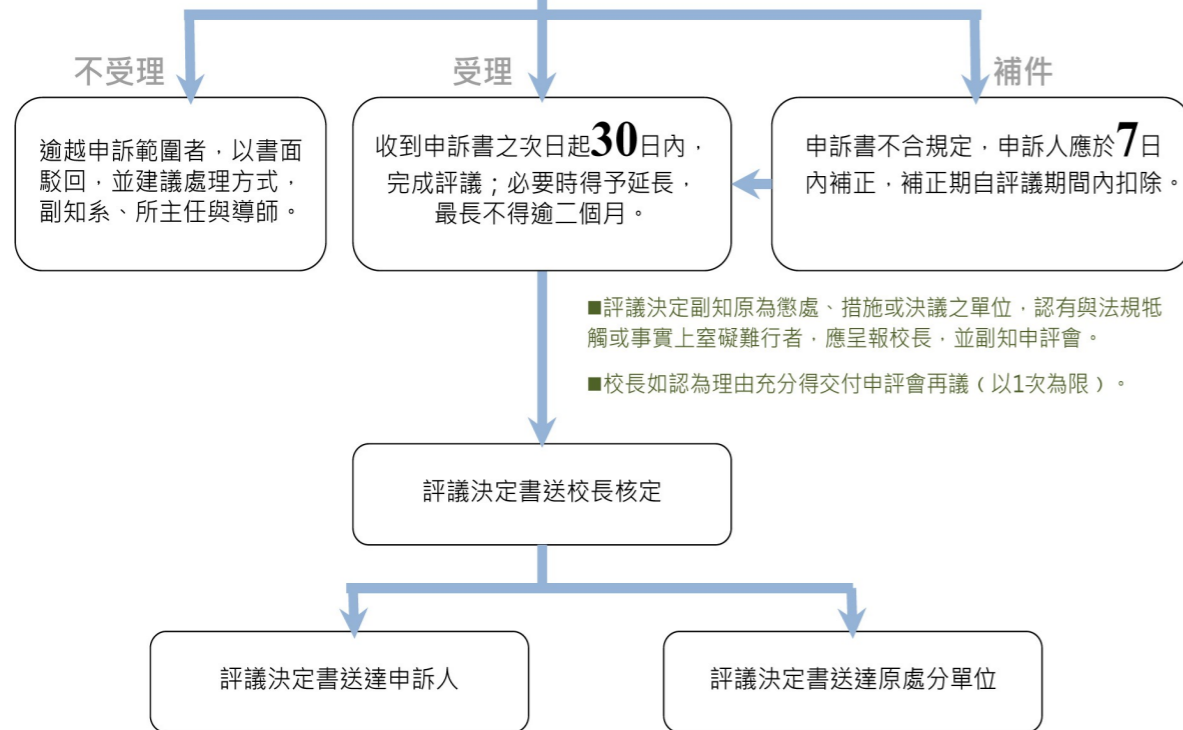 不受理
受理
補件
逾越申訴範圍者，以書面
駁回，並建議處理方式，
副知系、所主任與導師。
收到申訴書之次日起30日內，
完成評議；必要時得予延長，
最長不得逾二個月。
申訴書不合規定，申訴人應於7日
內補正，補正期自評議期間內扣除。
■評議決定副知原為懲處、措施或決議之單位，認有與法規牴
觸或事實上窒礙難行者，應呈報校長，並副知申評會。
■校長如認為理由充分得交付申評會再議（以1次為限）。
評議決定書送校長核定
評議決定書送達申訴人
評議決定書送達原處分單位